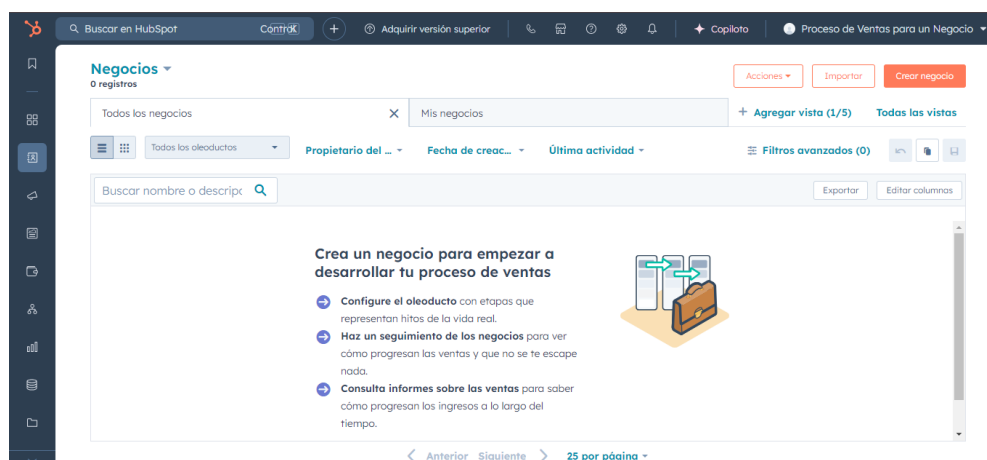 Buscar en HubSpot
Control K
Adquirir versión superior
Copiloto
Proceso de Ventas para un Negocio
Negocios
0 registros
Acciones
Importar
Crear negocio
Todos los negocios
Mis negocios
+ Agregar vista (1/5)
Todas las vistas
Todos los oleoductos
Propietario del ...
Fecha de creac...
Última actividad
Filtros avanzados (0)
Buscar nombre o descripc
Exportar
Editar columnas
Crea un negocio para empezar a
desarrollar tu proceso de ventas
Configure el oleoducto con etapas que
representan hitos de la vida real.
Haz un seguimiento de los negocios para ver
cómo progresan las ventas y que no se te escape
nada.
Consulta informes sobre las ventas para saber
cómo progresan los ingresos a lo largo del
tiempo.
Anterior
Siguiente
25 por página